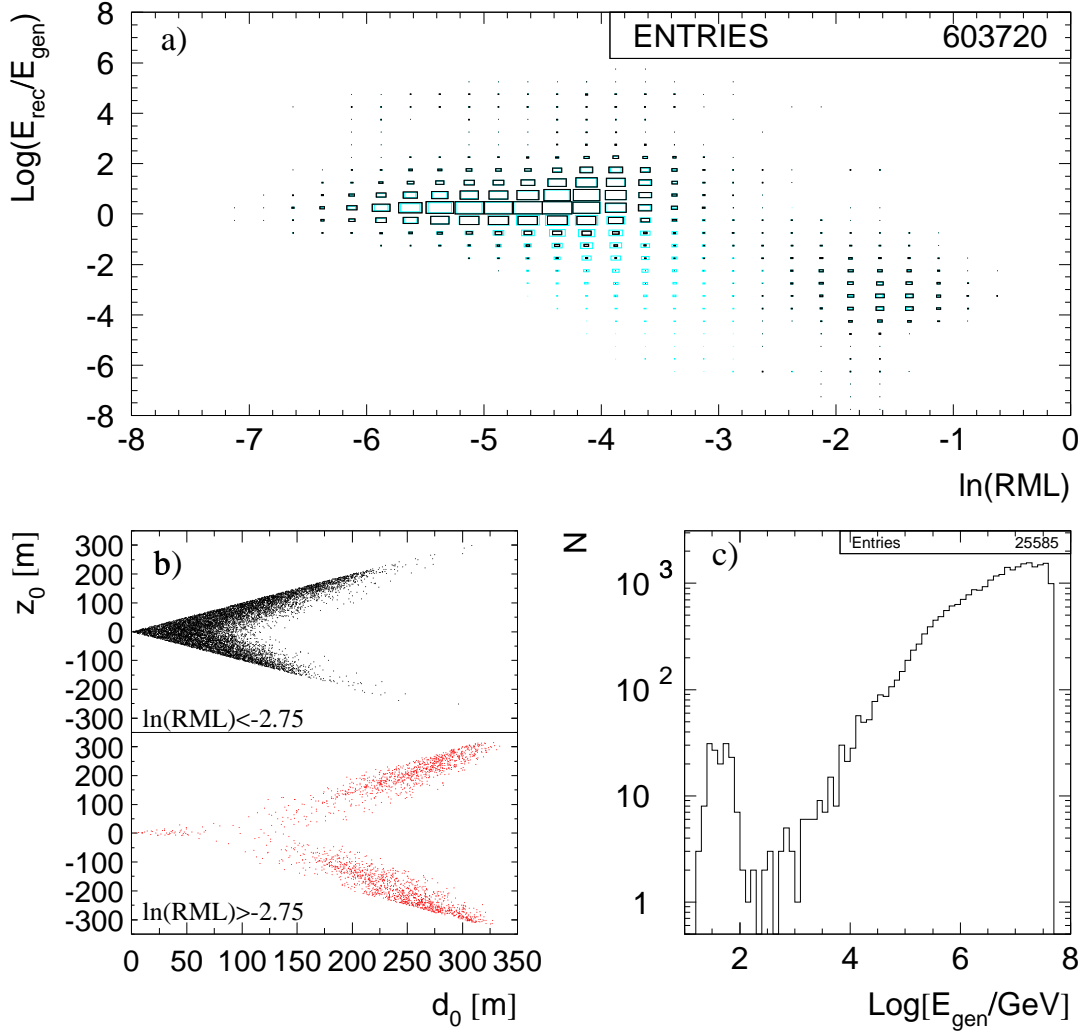 a)
ENTRIES 603720
Log(E_rec/E_gen)
8
6
4
2
0
-2
-4
-6
-8
-8 -7 -6 -5 -4 -3 -2 -1 0
ln(RML)
b)
z_0 [m]
300
200
100
0
-100
-200
-300
ln(RML)<-2.75
300
200
100
0
-100
-200
-300
ln(RML)>-2.75
0 50 100 150 200 250 300 350
d_0 [m]
N
c)
Entries 25585
10^3
10^2
10
1
2 4 6 8
Log[E_gen/GeV]